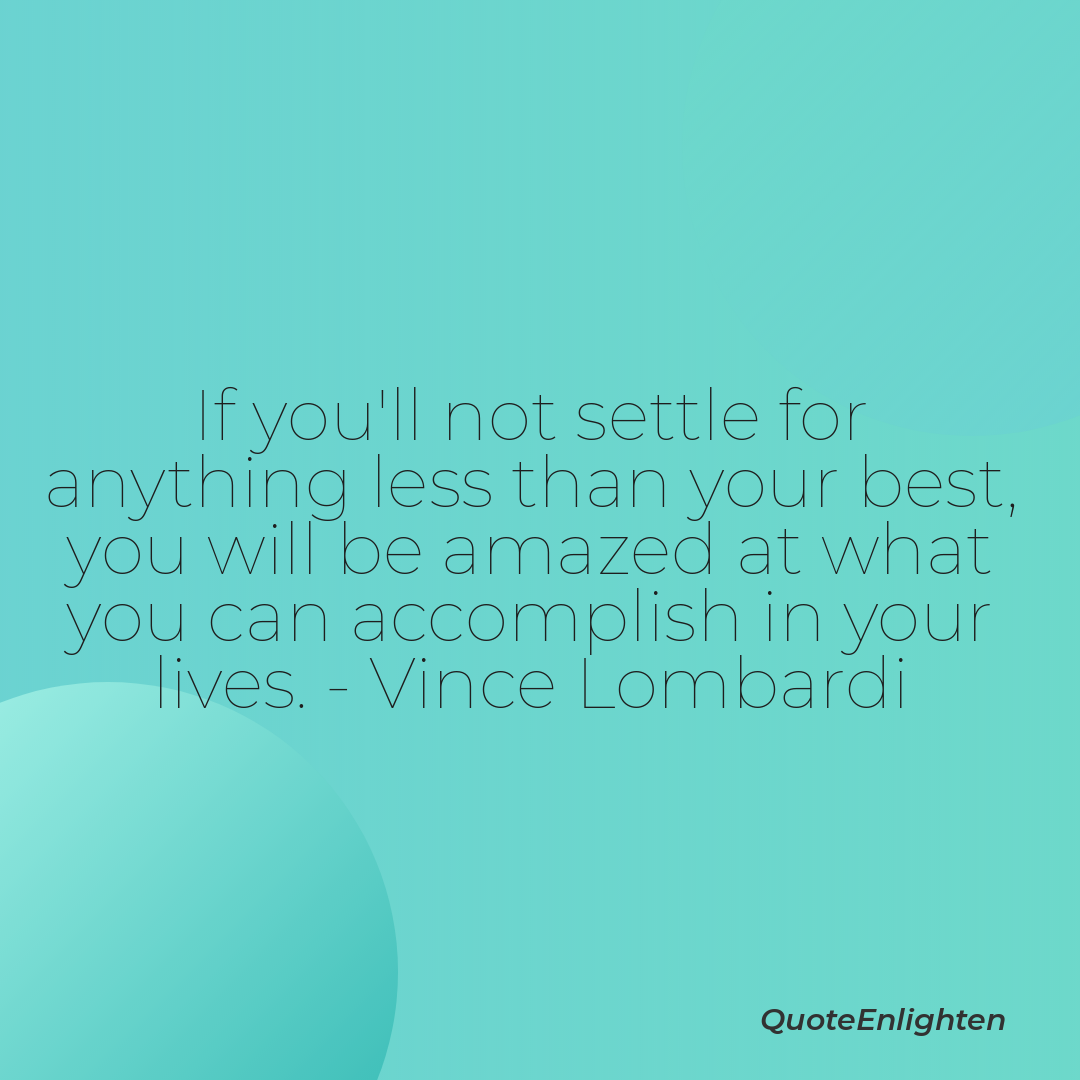 If you'll not settle for
anything less than your best,
you will be amazed at what
you can accomplish in your
lives. - Vince Lombardi
QuoteEnlighten